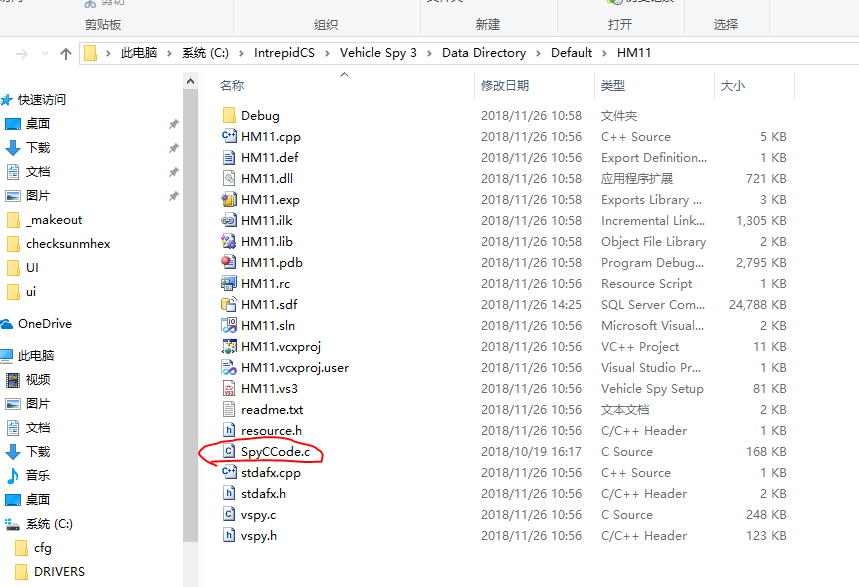 剪切
剪贴板 组织 新建 打开 选择
此电脑 系统 (C:) IntrepidCS Vehicle Spy 3 Data Directory Default HM11
名称 修改日期 类型 大小
快速访问
桌面
下载
文档
图片
_makeout
checksunmhex
UI
ui
OneDrive
此电脑
视频
图片
文档
下载
音乐
桌面
系统 (C:)
cfg
DRIVERS
Debug 2018/11/26 10:58 文件夹
HM11.cpp 2018/11/26 10:56 C++ Source 5 KB
HM11.def 2018/11/26 10:56 Export Definition... 1 KB
HM11.dll 2018/11/26 10:58 应用程序扩展 721 KB
HM11.exp 2018/11/26 10:56 Exports Library ... 3 KB
HM11.ilk 2018/11/26 10:58 Incremental Link... 1,305 KB
HM11.lib 2018/11/26 10:58 Object File Library 2 KB
HM11.pdb 2018/11/26 10:58 Program Debug... 2,795 KB
HM11.rc 2018/11/26 10:56 Resource Script 1 KB
HM11.sdf 2018/11/26 14:25 SQL Server Com... 24,788 KB
HM11.sln 2018/11/26 10:56 Microsoft Visual... 2 KB
HM11.vcxproj 2018/11/26 10:56 VC++ Project 11 KB
HM11.vcxproj.user 2018/11/26 10:56 Visual Studio Pr... 1 KB
HM11.vs3 2018/11/26 10:56 Vehicle Spy Setup 81 KB
readme.txt 2018/11/26 10:56 文本文档 2 KB
resource.h 2018/11/26 10:56 C/C++ Header 1 KB
SpyCCode.c 2018/10/19 16:17 C Source 168 KB
stdafx.cpp 2018/11/26 10:56 C++ Source 1 KB
stdafx.h 2018/11/26 10:56 C/C++ Header 2 KB
vspy.c 2018/11/26 10:56 C Source 248 KB
vspy.h 2018/11/26 10:56 C/C++ Header 123 KB